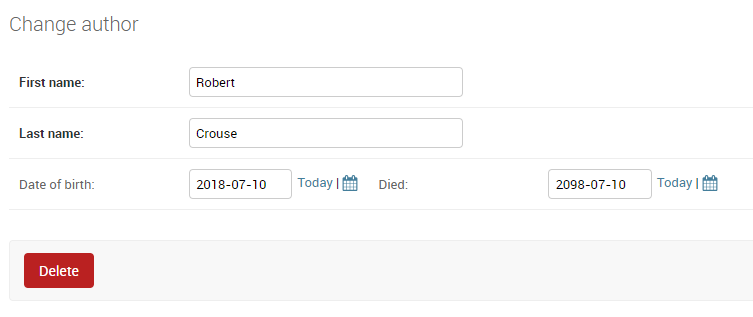 Change author
First name: Robert
Last name: Crouse
Date of birth: 2018-07-10 Today | Died: 2098-07-10 Today |
Delete